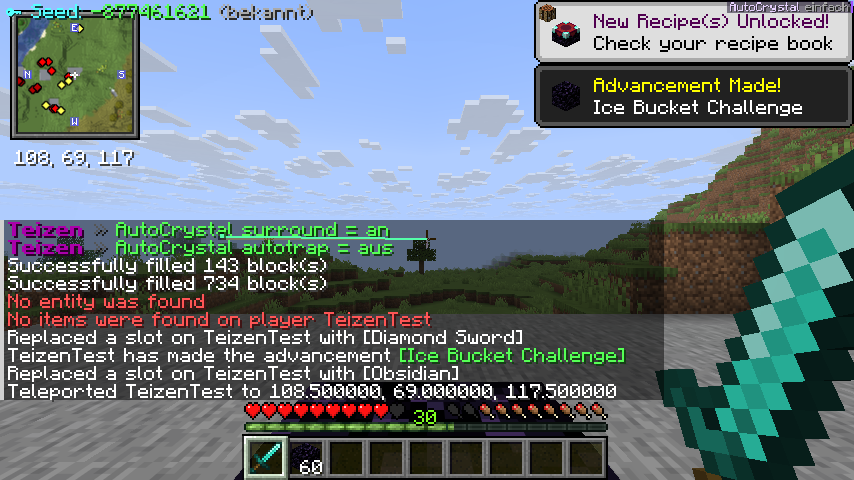 Seed: -877461621 (bekannt)
AutoCrystal einfach
New Recipe(s) Unlocked!
Check your recipe book
Advancement Made!
Ice Bucket Challenge
E
N
S
W
108, 69, 117
Teizen » AutoCrystal surround = an
Teizen » AutoCrystal autotrap = aus
Successfully filled 143 block(s)
Successfully filled 734 block(s)
No entity was found
No items were found on player TeizenTest
Replaced a slot on TeizenTest with [Diamond Sword]
TeizenTest has made the advancement [Ice Bucket Challenge]
Replaced a slot on TeizenTest with [Obsidian]
Teleported TeizenTest to 108.500000, 69.000000, 117.500000
30
60